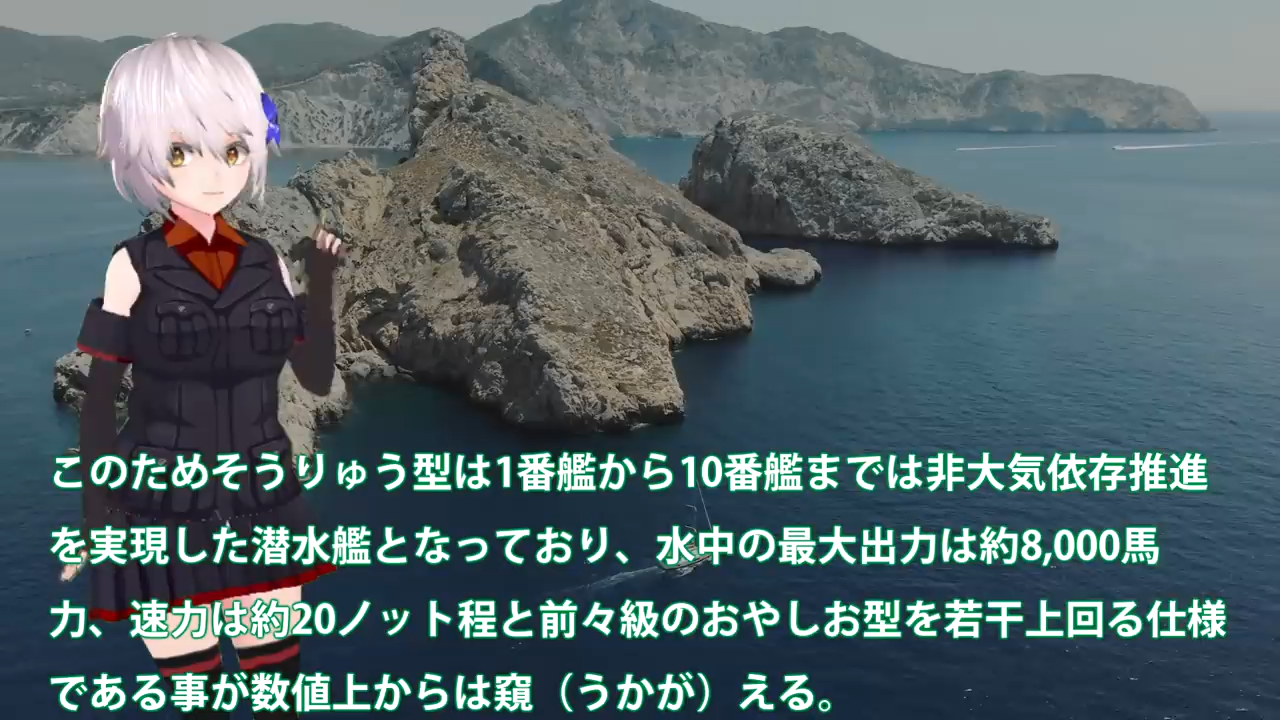 このためそうりゅう型は1番艦から10番艦までは非大気依存推進
を実現した潜水艦となっており、水中の最大出力は約8,000馬
力、速力は約20ノット程と前々級のおやしお型を若干上回る仕様
である事が数値上からは窺（うかが）える。